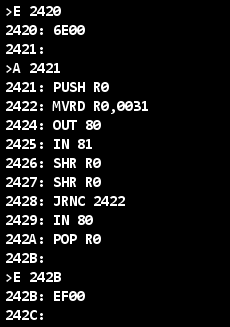 >E 2420
2420: 6E00
2421:
>A 2421
2421: PUSH R0
2422: MVRD R0,0031
2424: OUT 80
2425: IN 81
2426: SHR R0
2427: SHR R0
2428: JRNC 2422
2429: IN 80
242A: POP R0
242B:
>E 242B
242B: EF00
242C: